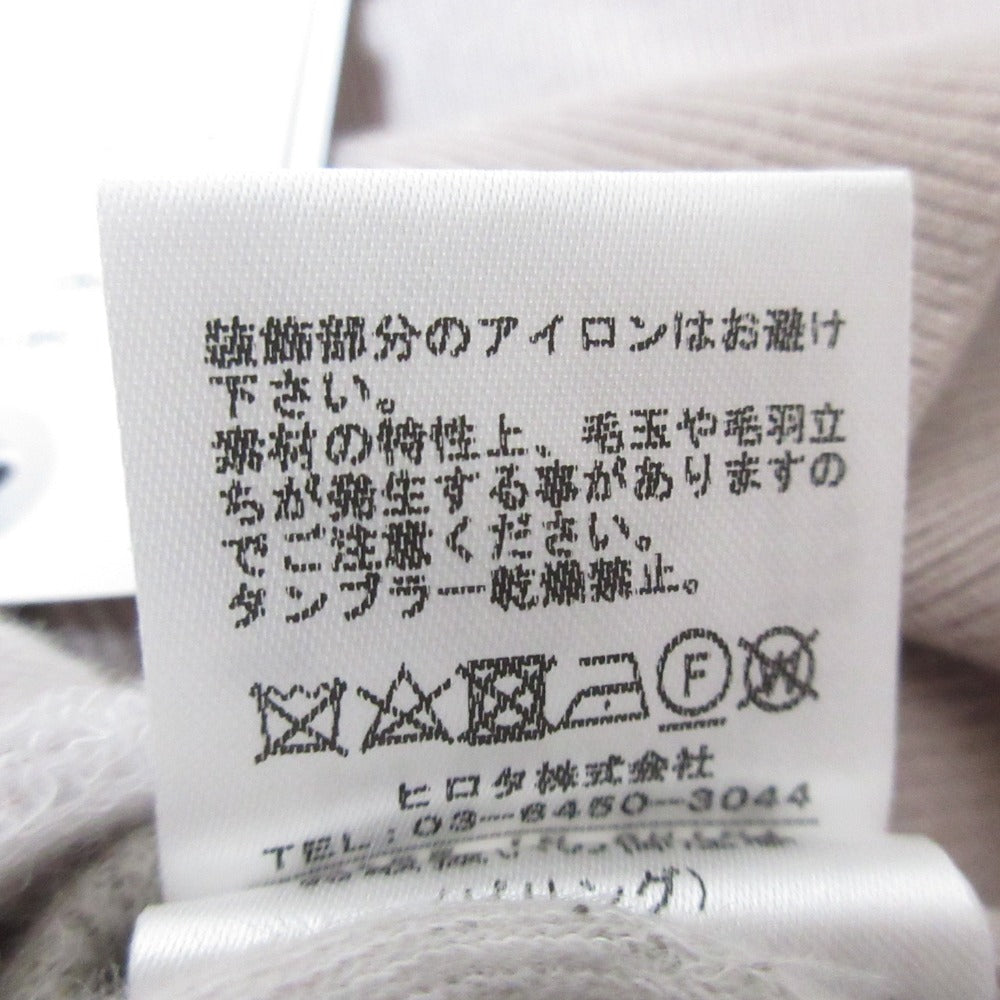 装飾部分のアイロンはお避け
下さい。
素材の特性上、毛玉や毛羽立
ちが発生する事がありますの
でご注意ください。
タンブラー乾燥禁止。
F
W
ヒロタ株式会社
TEL:03-6450-3044
リング)